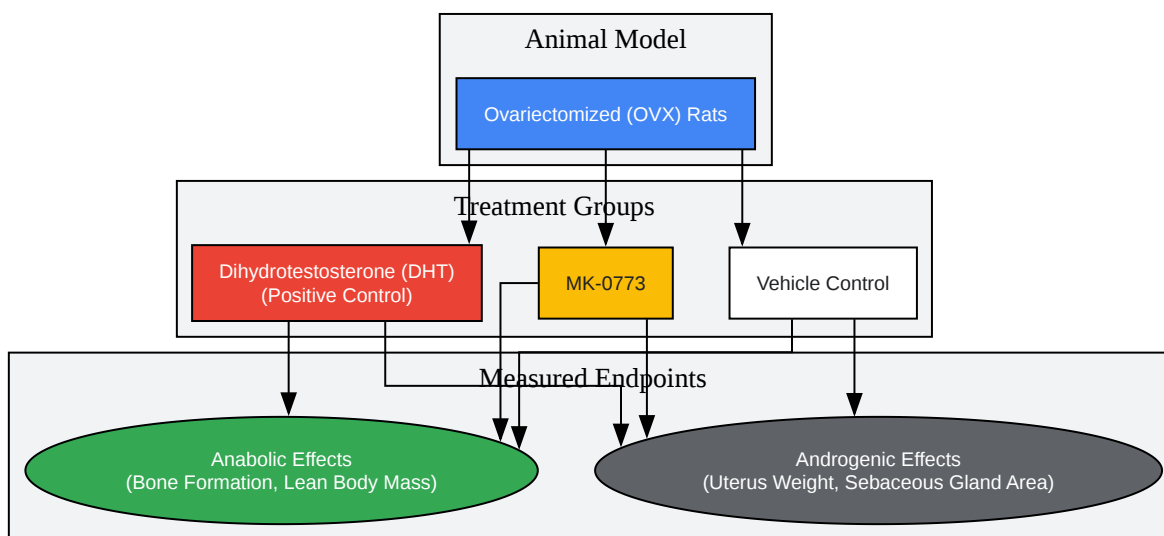 Animal Model
Ovariectomized (OVX) Rats
Treatment Groups
Dihydrotestosterone (DHT)
(Positive Control)
MK-0773
Vehicle Control
Measured Endpoints
Anabolic Effects
(Bone Formation, Lean Body Mass)
Androgenic Effects
(Uterus Weight, Sebaceous Gland Area)